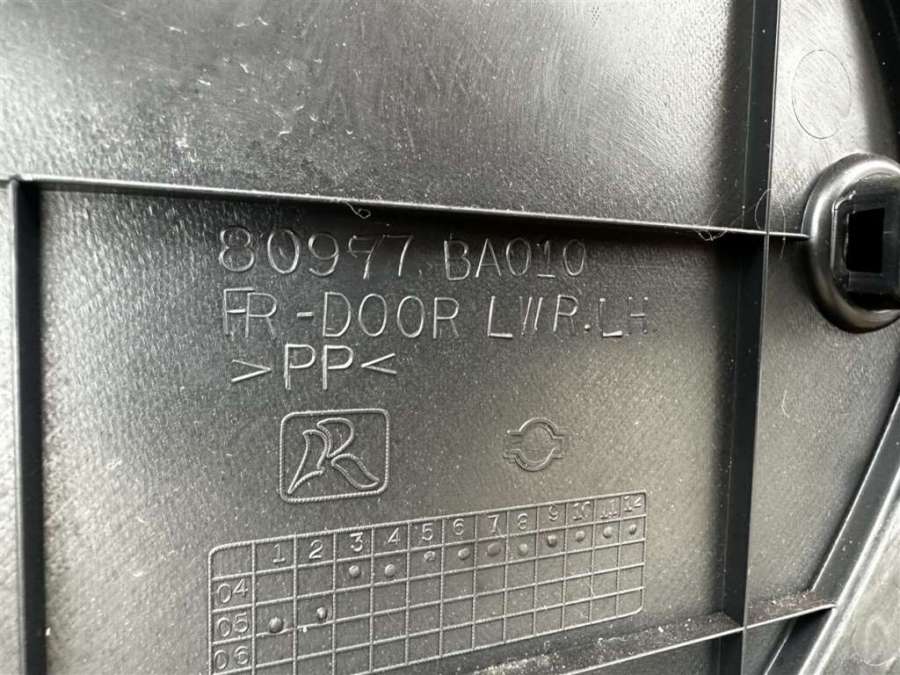 80977 BA010
FR-DOOR LWR.LH
>PP<
R
1 2 3 4 5 6 7 8 9 10 11 12
04
05
06